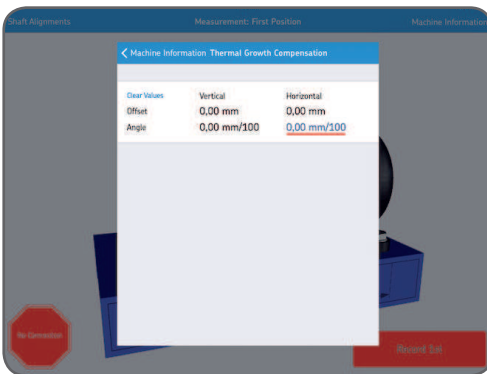 Shaft Alignments Measurement: First Position Machine Information
Machine Information Thermal Growth Compensation
Clear Values Vertical Horizontal
Offset 0,00 mm 0,00 mm
Angle 0,00 mm/100 0,00 mm/100
No Connection